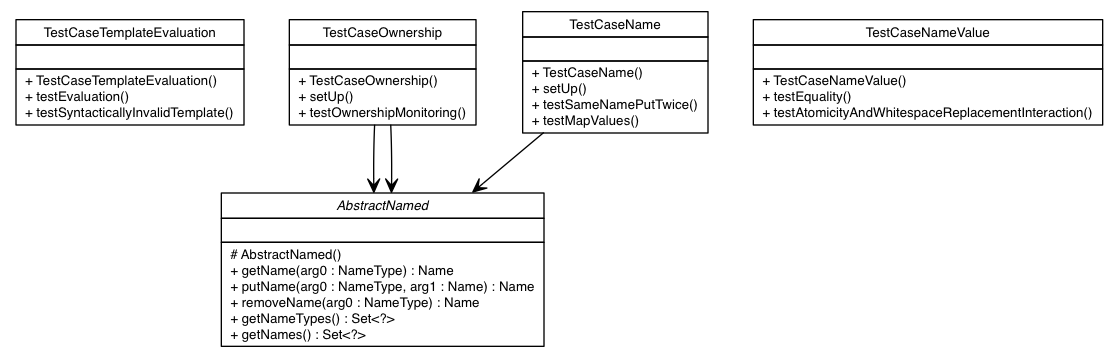 TestCaseTemplateEvaluation
+ TestCaseTemplateEvaluation()
+ testEvaluation()
+ testSyntacticallyInvalidTemplate()
TestCaseOwnership
+ TestCaseOwnership()
+ setUp()
+ testOwnershipMonitoring()
TestCaseName
+ TestCaseName()
+ setUp()
+ testSameNamePutTwice()
+ testMapValues()
TestCaseNameValue
+ TestCaseNameValue()
+ testEquality()
+ testAtomicityAndWhitespaceReplacementInteraction()
AbstractNamed
# AbstractNamed()
+ getName(arg0 : NameType) : Name
+ putName(arg0 : NameType, arg1 : Name) : Name
+ removeName(arg0 : NameType) : Name
+ getNameTypes() : Set<?>
+ getNames() : Set<?>